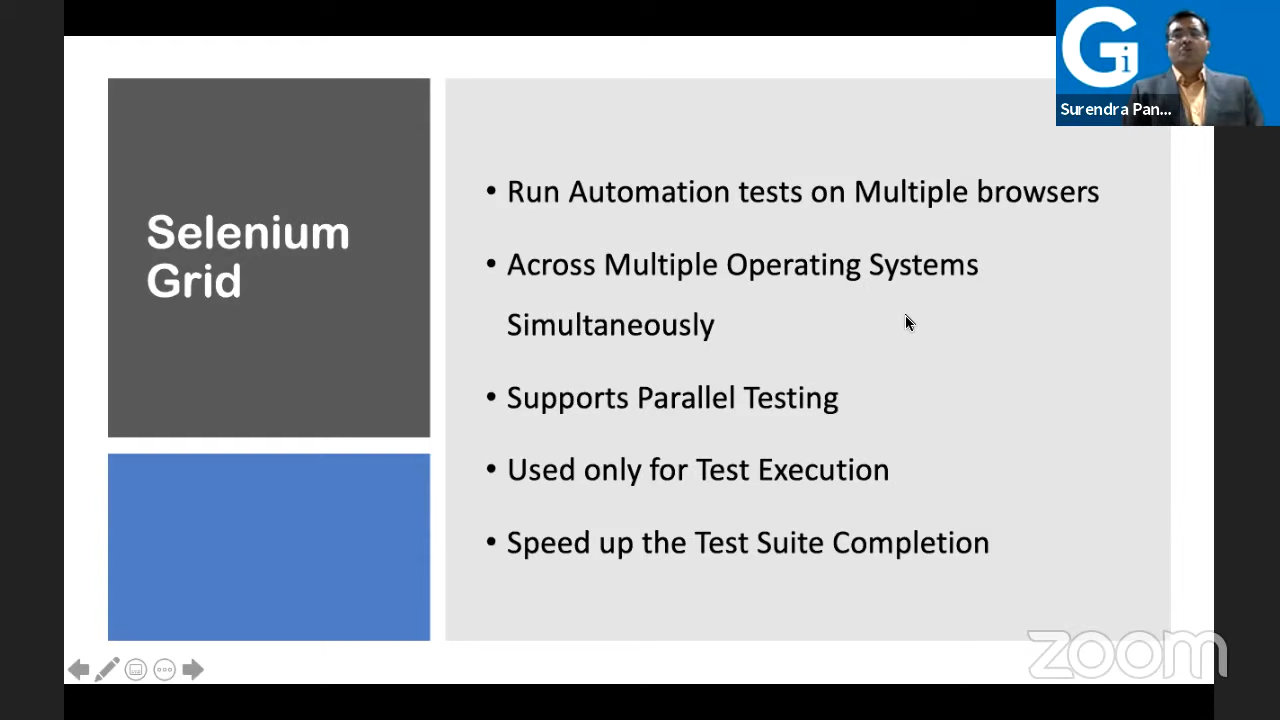 Gi
Surendra Pan...
Selenium
Grid
• Run Automation tests on Multiple browsers
• Across Multiple Operating Systems
Simultaneously
• Supports Parallel Testing
• Used only for Test Execution
• Speed up the Test Suite Completion
zoom